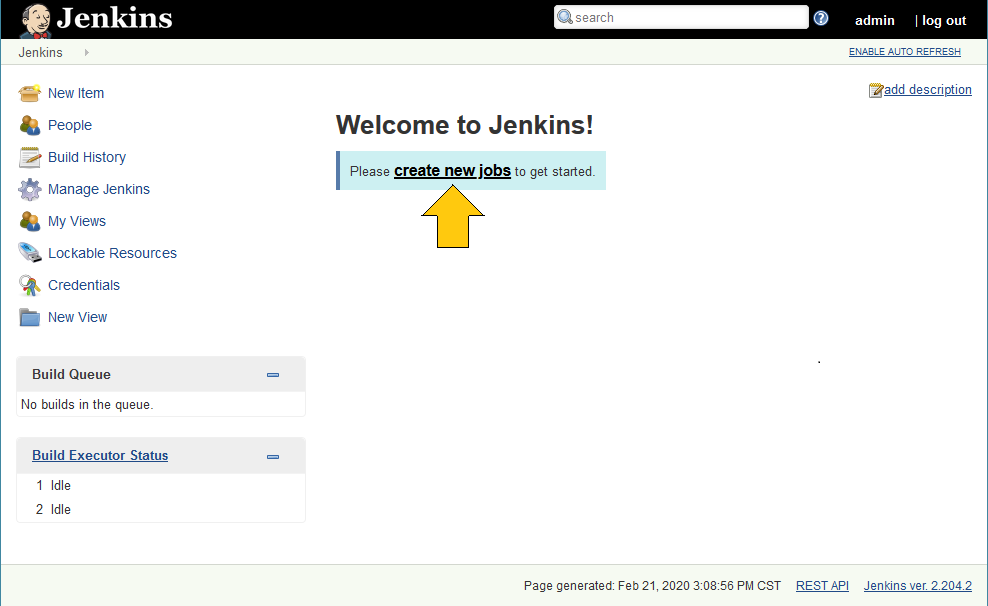 Jenkins
search
admin | log out
Jenkins
ENABLE AUTO REFRESH
New Item
People
Build History
Manage Jenkins
My Views
Lockable Resources
Credentials
New View
add description
Welcome to Jenkins!
Please create new jobs to get started.
Build Queue
No builds in the queue.
Build Executor Status
1 Idle
2 Idle
Page generated: Feb 21, 2020 3:08:56 PM CST REST API Jenkins ver. 2.204.2